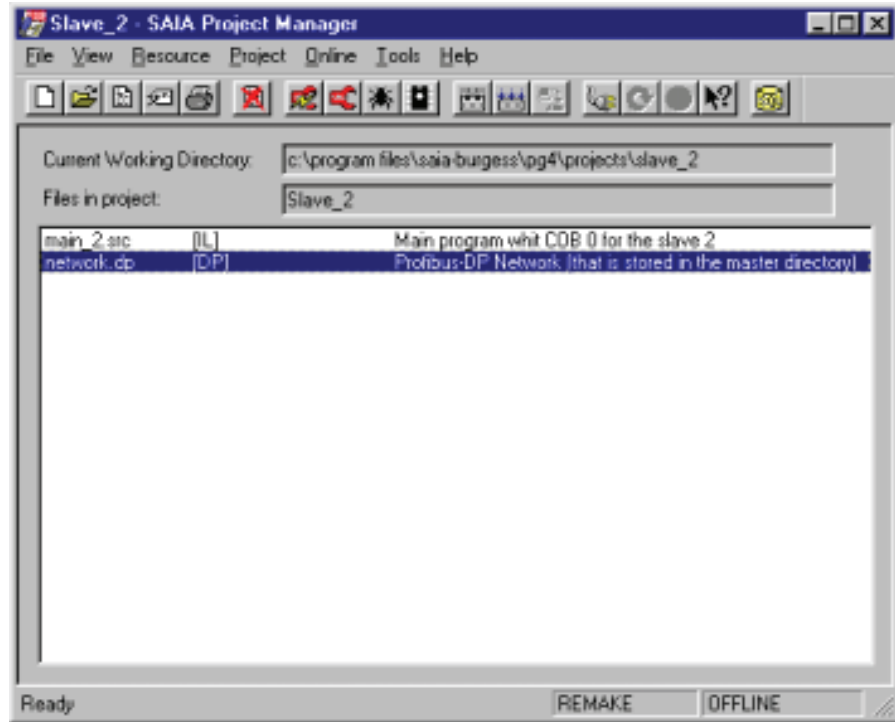 Slave_2 - SAIA Project Manager
File View Resource Project Online Tools Help
Current Working Directory: c:\program files\saia-burgess\pg4\projects\slave_2
Files in project: Slave_2
main_2.src [IL] Main program whit COB 0 for the slave 2
network.dp [DP] Profibus-DP Network (that is stored in the master directory)
Ready REMAKE OFFLINE